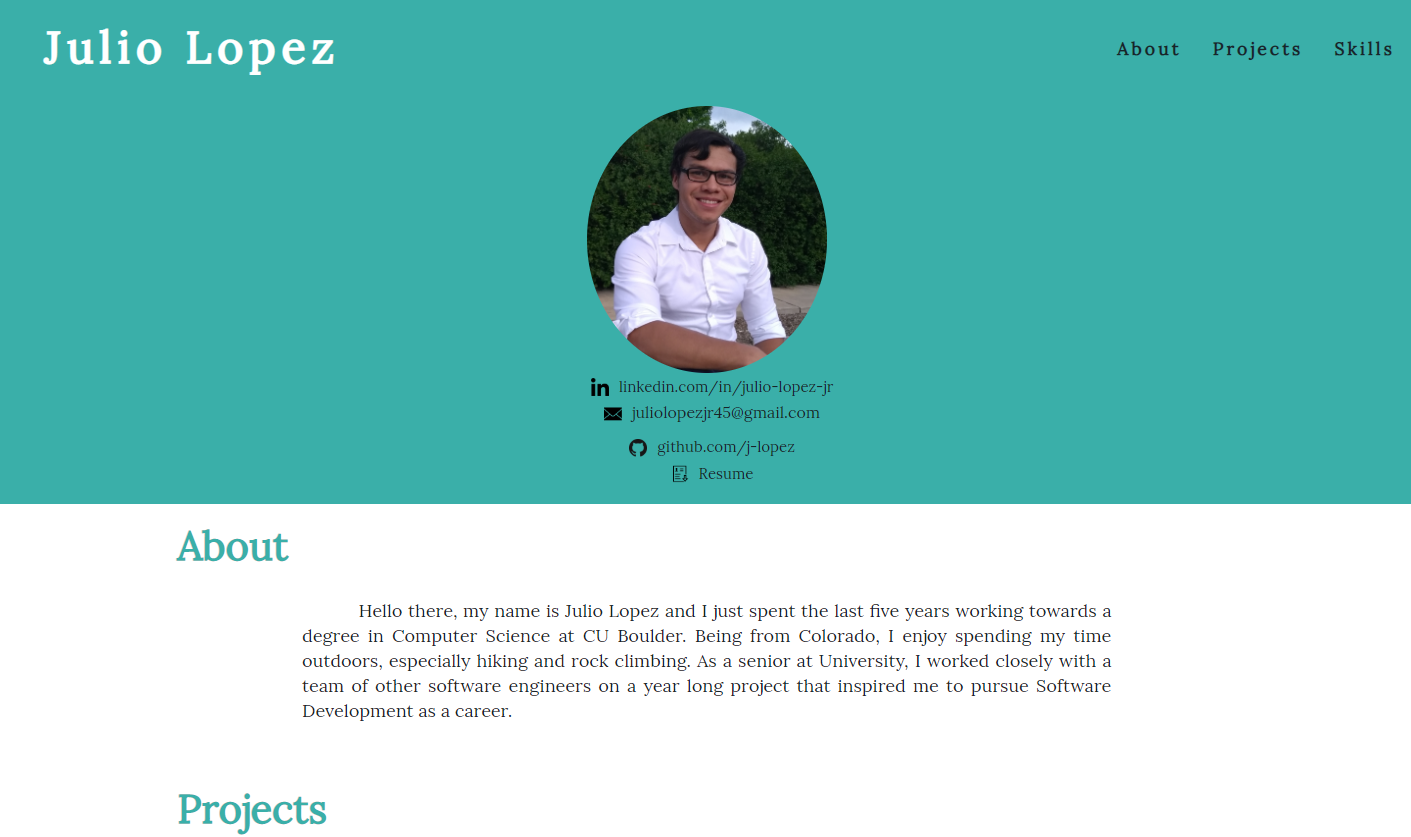 Julio Lopez
About Projects Skills
linkedin.com/in/julio-lopez-jr
juliolopezjr45@gmail.com
github.com/j-lopez
Resume
About
Hello there, my name is Julio Lopez and I just spent the last five years working towards a
degree in Computer Science at CU Boulder. Being from Colorado, I enjoy spending my time
outdoors, especially hiking and rock climbing. As a senior at University, I worked closely with a
team of other software engineers on a year long project that inspired me to pursue Software
Development as a career.
Projects